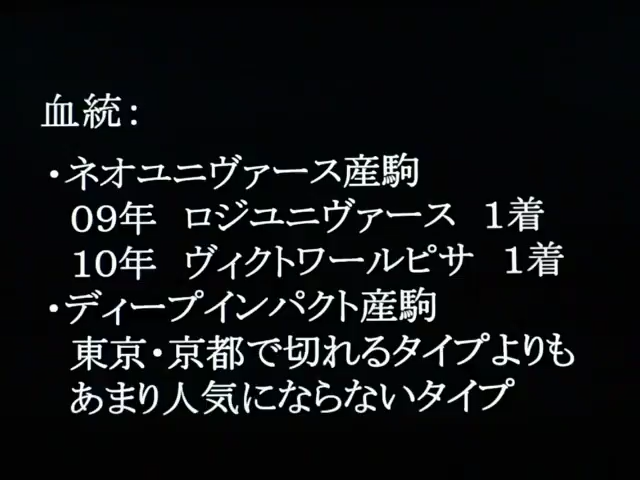 血統：
・ネオユニヴァース産駒
09年　ロジユニヴァース　1着
10年　ヴィクトワールピサ　1着
・ディープインパクト産駒
東京・京都で切れるタイプよりも
あまり人気にならないタイプ